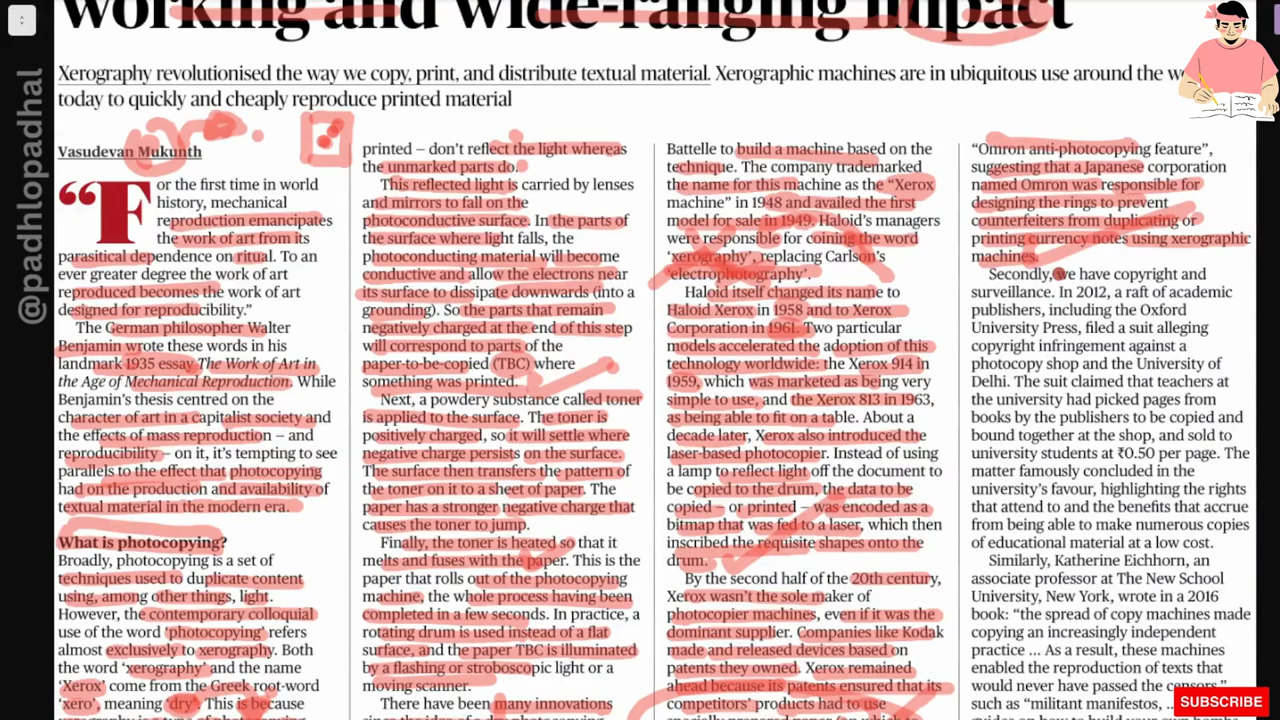 working and wide-ranging impact
Xerography revolutionised the way we copy, print, and distribute textual material. Xerographic machines are in ubiquitous use around the w
today to quickly and cheaply reproduce printed material
@padhlopadhal
Vasudevan Mukunth
“For the first time in world
history, mechanical
reproduction emancipates
the work of art from its
parasitical dependence on ritual. To an
ever greater degree the work of art
reproduced becomes the work of art
designed for reproducibility.”
The German philosopher Walter
Benjamin wrote these words in his
landmark 1935 essay The Work of Art in
the Age of Mechanical Reproduction. While
Benjamin’s thesis centred on the
character of art in a capitalist society and
the effects of mass reproduction – and
reproducibility – on it, it’s tempting to see
parallels to the effect that photocopying
had on the production and availability of
textual material in the modern era.
What is photocopying?
Broadly, photocopying is a set of
techniques used to duplicate content
using, among other things, light.
However, the contemporary colloquial
use of the word ‘photocopying’ refers
almost exclusively to xerography. Both
the word ‘xerography’ and the name
‘Xerox’ come from the Greek root-word
‘xero’, meaning ‘dry’. This is because
xerography is a type of photocopying
printed – don’t reflect the light whereas
the unmarked parts do.
This reflected light is carried by lenses
and mirrors to fall on the
photoconductive surface. In the parts of
the surface where light falls, the
photoconducting material will become
conductive and allow the electrons near
its surface to dissipate downwards (into a
grounding). So the parts that remain
negatively charged at the end of this step
will correspond to parts of the
paper-to-be-copied (TBC) where
something was printed.
Next, a powdery substance called toner
is applied to the surface. The toner is
positively charged, so it will settle where
negative charge persists on the surface.
The surface then transfers the pattern of
the toner on it to a sheet of paper. The
paper has a stronger negative charge that
causes the toner to jump.
Finally, the toner is heated so that it
melts and fuses with the paper. This is the
paper that rolls out of the photocopying
machine, the whole process having been
completed in a few seconds. In practice, a
rotating drum is used instead of a flat
surface, and the paper TBC is illuminated
by a flashing or stroboscopic light or a
moving scanner.
There have been many innovations
since the idea of a dry photocopying
Battelle to build a machine based on the
technique. The company trademarked
the name for this machine as the “Xerox
machine” in 1948 and availed the first
model for sale in 1949. Haloid’s managers
were responsible for coining the word
‘xerography’, replacing Carlson’s
‘electrophotography’.
Haloid itself changed its name to
Haloid Xerox in 1958 and to Xerox
Corporation in 1961. Two particular
models accelerated the adoption of this
technology worldwide: the Xerox 914 in
1959, which was marketed as being very
simple to use, and the Xerox 813 in 1963,
as being able to fit on a table. About a
decade later, Xerox also introduced the
laser-based photocopier. Instead of using
a lamp to reflect light off the document to
be copied to the drum, the data to be
copied – or printed – was encoded as a
bitmap that was fed to a laser, which then
inscribed the requisite shapes onto the
drum.
By the second half of the 20th century,
Xerox wasn’t the sole maker of
photocopier machines, even if it was the
dominant supplier. Companies like Kodak
made and released devices based on
patents they owned. Xerox remained
ahead because its patents ensured that its
competitors’ products had to use
specially prepared paper (on which to
“Omron anti-photocopying feature”,
suggesting that a Japanese corporation
named Omron was responsible for
designing the rings to prevent
counterfeiters from duplicating or
printing currency notes using xerographic
machines.
Secondly, we have copyright and
surveillance. In 2012, a raft of academic
publishers, including the Oxford
University Press, filed a suit alleging
copyright infringement against a
photocopy shop and the University of
Delhi. The suit claimed that teachers at
the university had picked pages from
books by the publishers to be copied and
bound together at the shop, and sold to
university students at ₹0.50 per page. The
matter famously concluded in the
university’s favour, highlighting the rights
that attend to and the benefits that accrue
from being able to make numerous copies
of educational material at a low cost.
Similarly, Katherine Eichhorn, an
associate professor at The New School
University, New York, wrote in a 2016
book: “the spread of copy machines made
copying an increasingly independent
practice ... As a result, these machines
enabled the reproduction of texts that
would never have passed the censors,”
such as “militant manifestos, ...
SUBSCRIBE